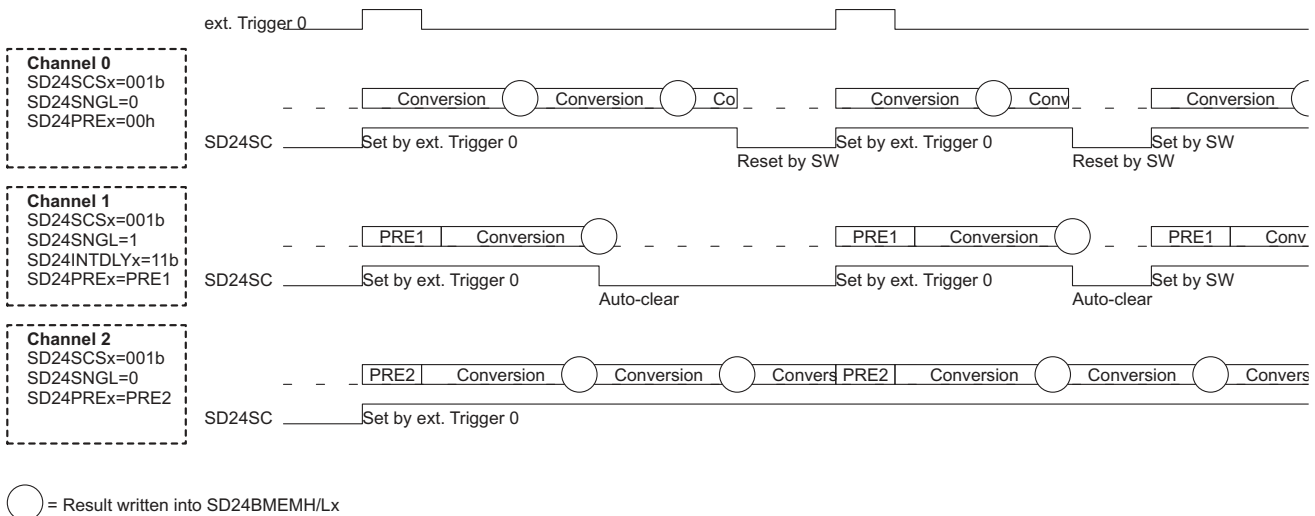 ext. Trigger 0
Channel 0
SD24SCSx=001b
SD24SNGL=0
SD24PREx=00h
Conversion Conversion Co Conversion Conv Conversion
SD24SC Set by ext. Trigger 0 Set by ext. Trigger 0 Set by SW
Reset by SW Reset by SW
Channel 1
SD24SCSx=001b
SD24SNGL=1
SD24INTDLYx=11b
SD24PREx=PRE1
PRE1 Conversion PRE1 Conversion PRE1 Conv
SD24SC Set by ext. Trigger 0 Set by ext. Trigger 0 Set by SW
Auto-clear Auto-clear
Channel 2
SD24SCSx=001b
SD24SNGL=0
SD24PREx=PRE2
PRE2 Conversion Conversion Convers PRE2 Conversion Conversion Convers
SD24SC Set by ext. Trigger 0
= Result written into SD24BMEMH/Lx